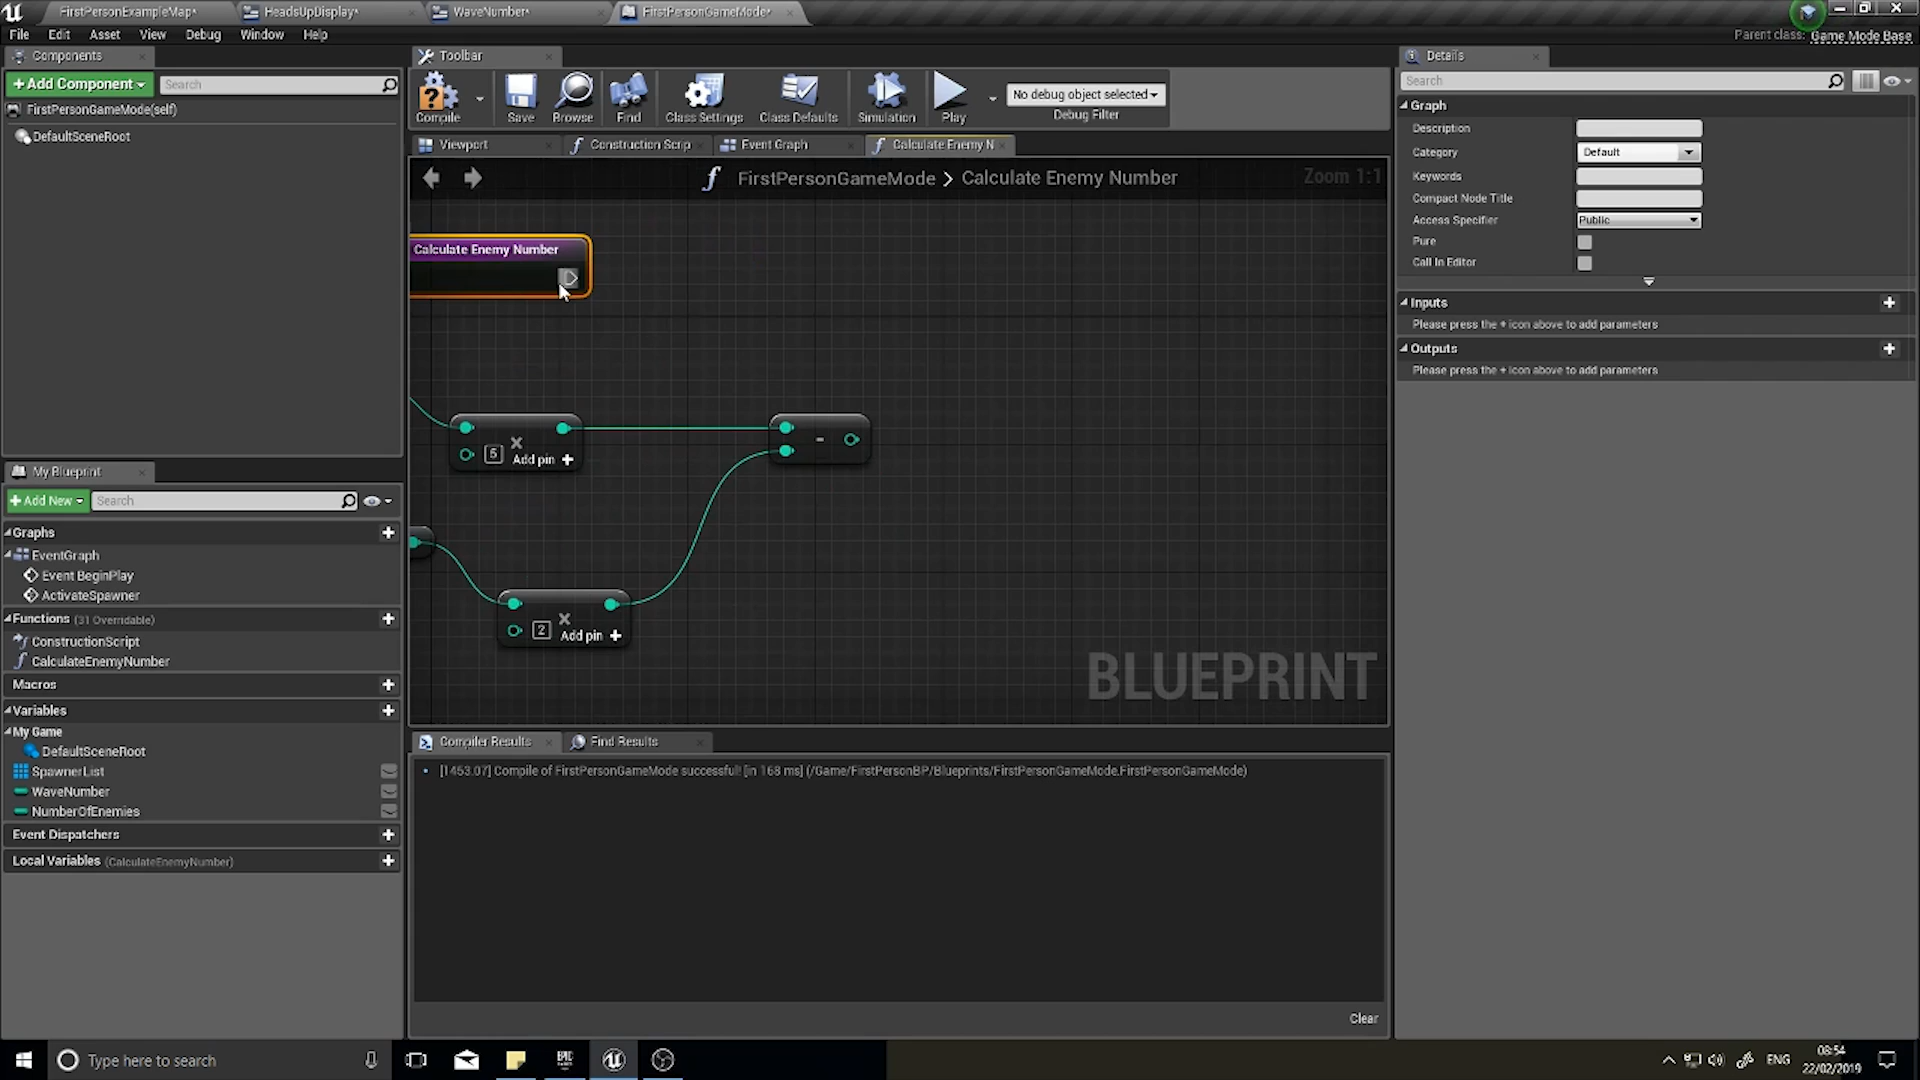 FirstPersonExampleMap*
HeadsUpDisplay*
WaveNumber*
FirstPersonGameMode*
File Edit Asset View Debug Window Help
Parent class: Game Mode Base
Components
+Add Component
Search
FirstPersonGameMode(self)
DefaultSceneRoot
Toolbar
Compile
Save
Browse
Find
Class Settings
Class Defaults
Simulation
Play
No debug object selected
Debug Filter
Viewport
Construction Scrip
Event Graph
Calculate Enemy N
FirstPersonGameMode > Calculate Enemy Number
Zoom 1:1
Calculate Enemy Number
5
Add pin +
-
2
Add pin +
BLUEPRINT
My Blueprint
+Add New
Search
Graphs
EventGraph
Event BeginPlay
ActivateSpawner
Functions (31 Overridable)
ConstructionScript
CalculateEnemyNumber
Macros
Variables
My Game
DefaultSceneRoot
SpawnerList
WaveNumber
NumberOfEnemies
Event Dispatchers
Local Variables (CalculateEnemyNumber)
Compiler Results
Find Results
[1453.07] Compile of FirstPersonGameMode successful! [in 168 ms] (/Game/FirstPersonBP/Blueprints/FirstPersonGameMode.FirstPersonGameMode)
Clear
Details
Search
Graph
Description
Category
Default
Keywords
Compact Node Title
Access Specifier
Public
Pure
Call In Editor
Inputs
Please press the + icon above to add parameters
Outputs
Please press the + icon above to add parameters
Type here to search
ENG
08:54
22/02/2019